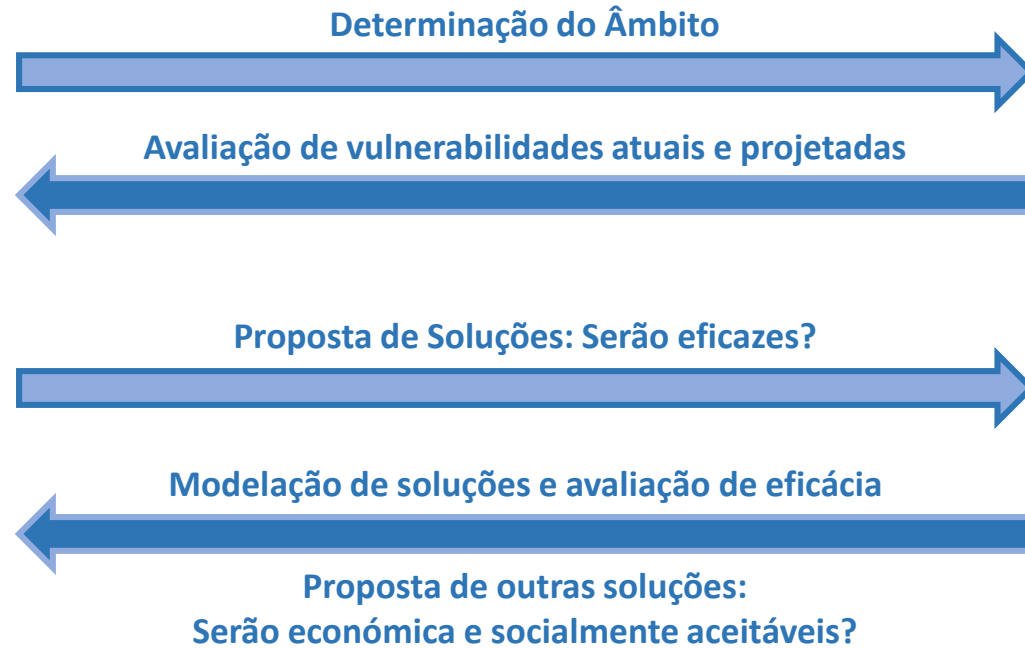 Determinação do Âmbito
Avaliação de vulnerabilidades atuais e projetadas
Proposta de Soluções: Serão eficazes?
Modelação de soluções e avaliação de eficácia
Proposta de outras soluções:
Serão económica e socialmente aceitáveis?